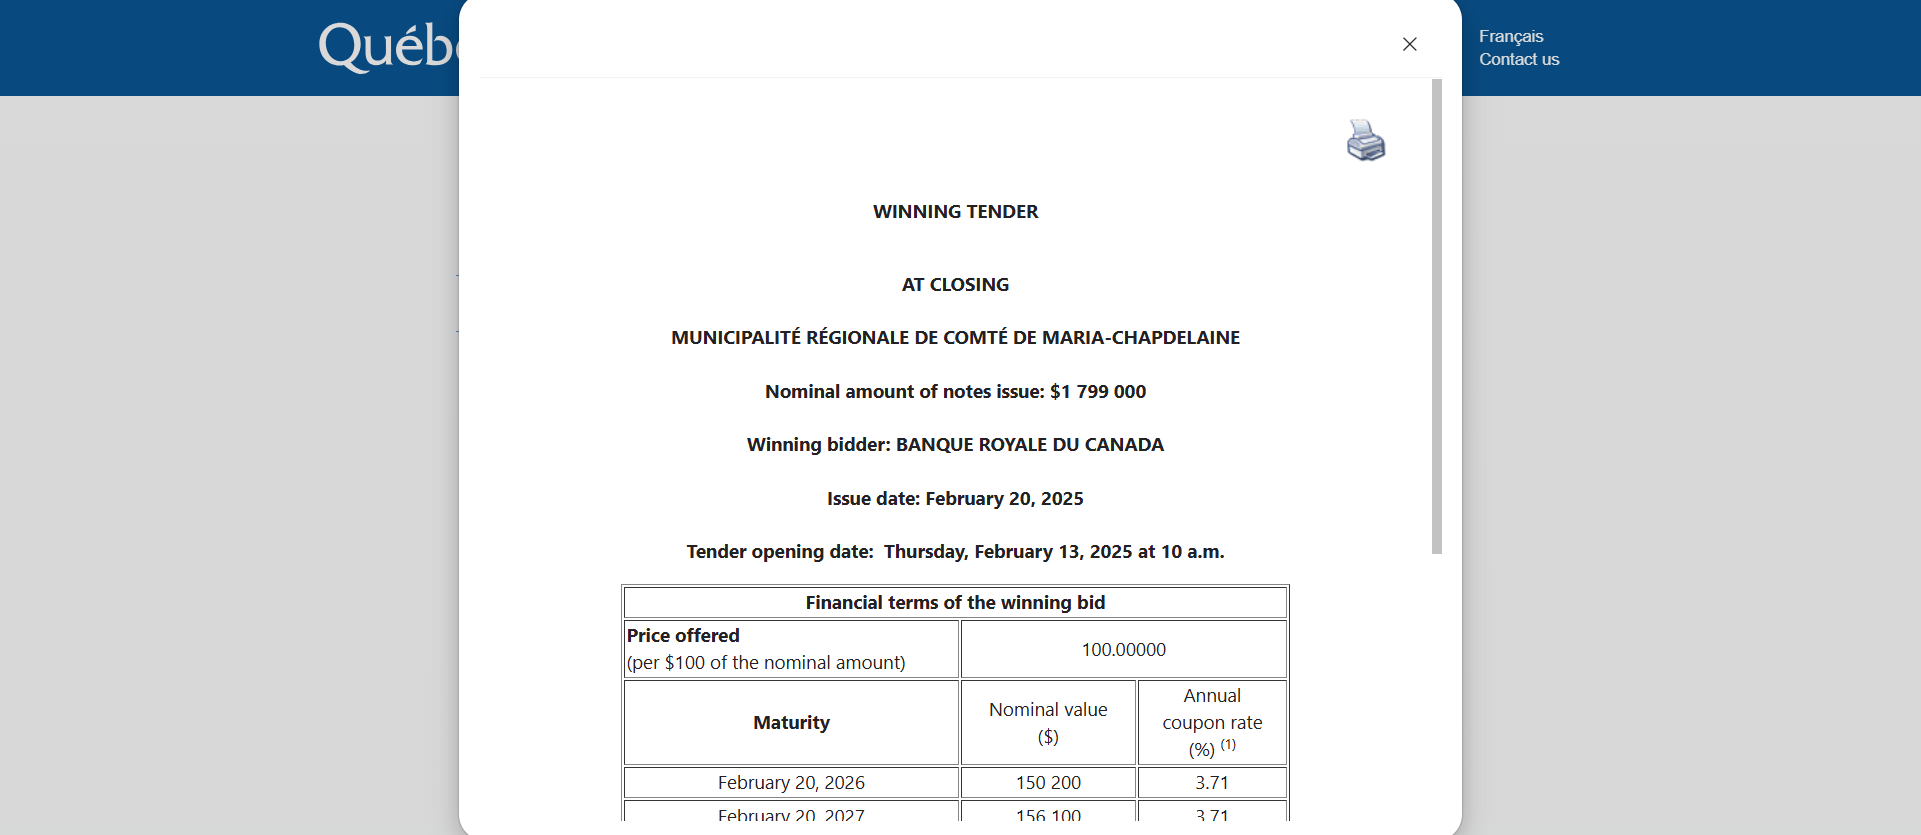 Québ
Français
Contact us
WINNING TENDER
AT CLOSING
MUNICIPALITÉ RÉGIONALE DE COMTÉ DE MARIA-CHAPDELAINE
Nominal amount of notes issue: $1 799 000
Winning bidder: BANQUE ROYALE DU CANADA
Issue date: February 20, 2025
Tender opening date: Thursday, February 13, 2025 at 10 a.m.
Financial terms of the winning bid
Price offered
(per $100 of the nominal amount)
100.00000
Maturity
Nominal value
($)
Annual
coupon rate
(%) (1)
February 20, 2026 150 200 3.71
February 20, 2027 156 100 3.71